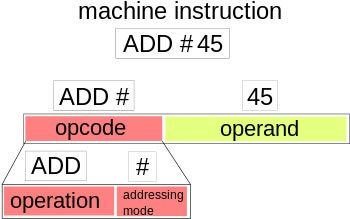 machine instruction
ADD #45
ADD # 45
opcode operand
ADD #
operation addressing
mode